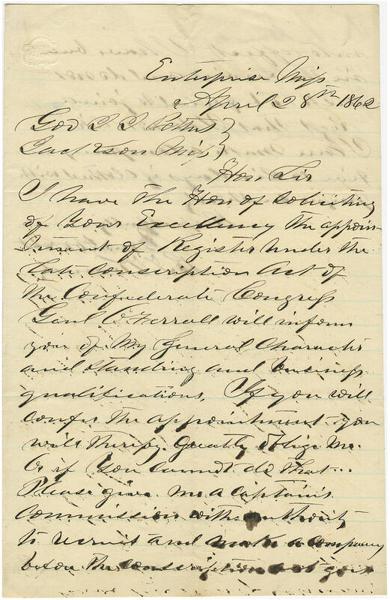 Enterprise Miss
April 28th 1862
Gov J J Pettus
Jackson Miss
Hon Sir
I have the Hon of Soliciting
of your Excellency the appoint
ment of Register under the
late Conscription Act of
the Confederate Congress
Genl O Ferrall will inform
you of My General Character
and standing and business
qualifications. If you will
confer the appointment you
will thereby Greatly oblige me.
Or if you cannot do that
Please give me a Captains
Commission with authority
to recruit and make a company
before the conscription act goes